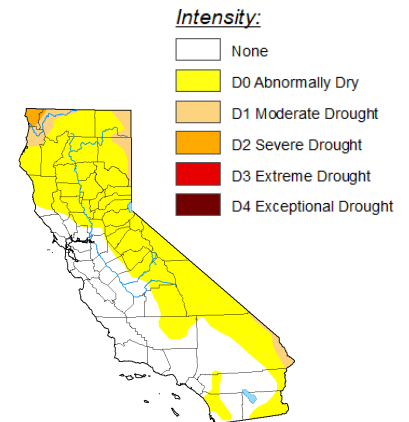 Intensity:
None
D0 Abnormally Dry
D1 Moderate Drought
D2 Severe Drought
D3 Extreme Drought
D4 Exceptional Drought